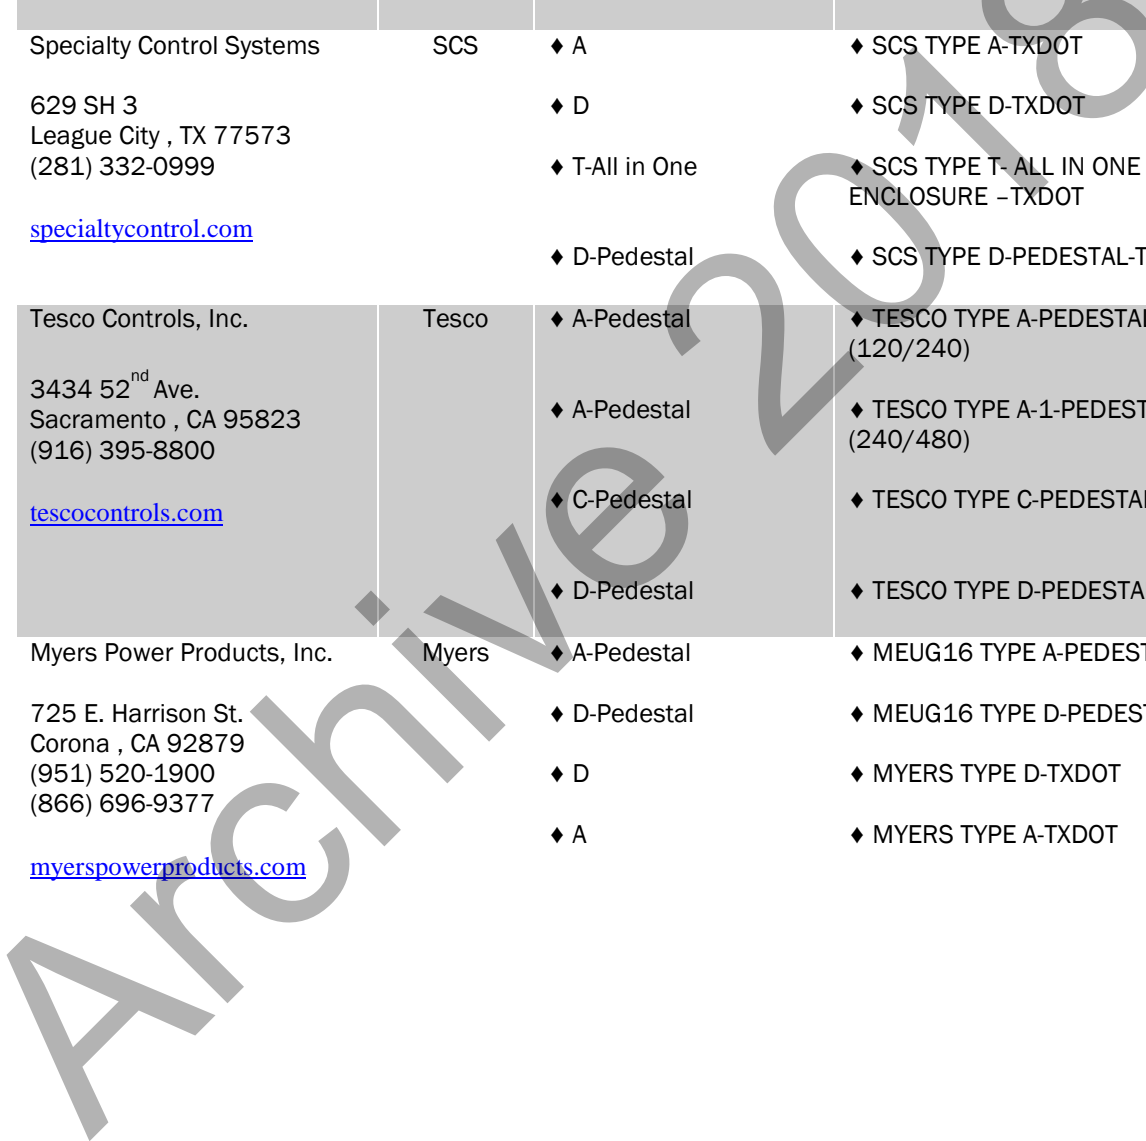 Specialty Control Systems SCS ♦ A ♦ SCS TYPE A-TXDOT
629 SH 3 ♦ D ♦ SCS TYPE D-TXDOT
League City , TX 77573
(281) 332-0999 ♦ T-All in One ♦ SCS TYPE T- ALL IN ONE
ENCLOSURE –TXDOT
specialtycontrol.com
♦ D-Pedestal ♦ SCS TYPE D-PEDESTAL-T
Tesco Controls, Inc. Tesco ♦ A-Pedestal ♦ TESCO TYPE A-PEDESTAL
(120/240)
3434 52nd Ave.
Sacramento , CA 95823 ♦ A-Pedestal ♦ TESCO TYPE A-1-PEDEST
(916) 395-8800 (240/480)
tescocontrols.com ♦ C-Pedestal ♦ TESCO TYPE C-PEDESTAL
♦ D-Pedestal ♦ TESCO TYPE D-PEDESTA
Myers Power Products, Inc. Myers ♦ A-Pedestal ♦ MEUG16 TYPE A-PEDEST
725 E. Harrison St. ♦ D-Pedestal ♦ MEUG16 TYPE D-PEDEST
Corona , CA 92879
(951) 520-1900 ♦ D ♦ MYERS TYPE D-TXDOT
(866) 696-9377
♦ A ♦ MYERS TYPE A-TXDOT
myerspowerproducts.com
Archive 2018